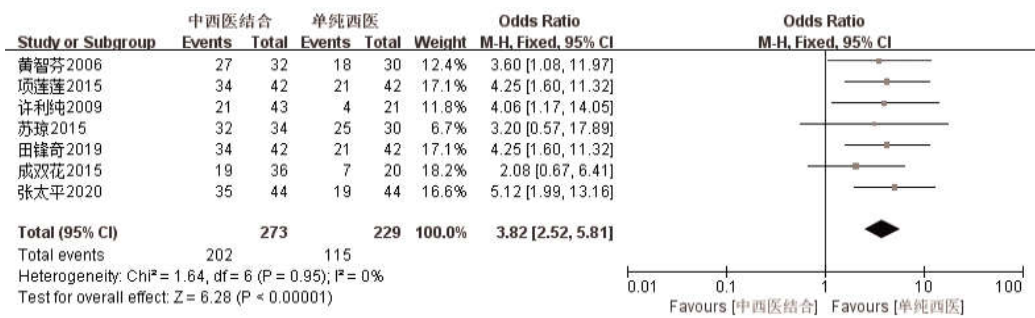 中西医结合 单纯西医 Odds Ratio Odds Ratio
Study or Subgroup Events Total Events Total Weight M-H, Fixed, 95% CI M-H, Fixed, 95% CI
黄智芬2006 27 32 18 30 12.4% 3.60 [1.08, 11.97]
项莲莲2015 34 42 21 42 17.1% 4.25 [1.60, 11.32]
许利纯2009 21 43 4 21 11.8% 4.06 [1.17, 14.05]
苏琼2015 32 34 25 30 6.7% 3.20 [0.57, 17.89]
田锋奇2019 34 42 21 42 17.1% 4.25 [1.60, 11.32]
成双花2015 19 36 7 20 18.2% 2.08 [0.67, 6.41]
张太平2020 35 44 19 44 16.6% 5.12 [1.99, 13.16]
Total (95% CI) 273 229 100.0% 3.82 [2.52, 5.81]
Total events 202 115
Heterogeneity: Chi² = 1.64, df = 6 (P = 0.95); I² = 0%
Test for overall effect: Z = 6.28 (P < 0.00001)
0.01 0.1 1 10 100
Favours [中西医结合] Favours [单纯西医]